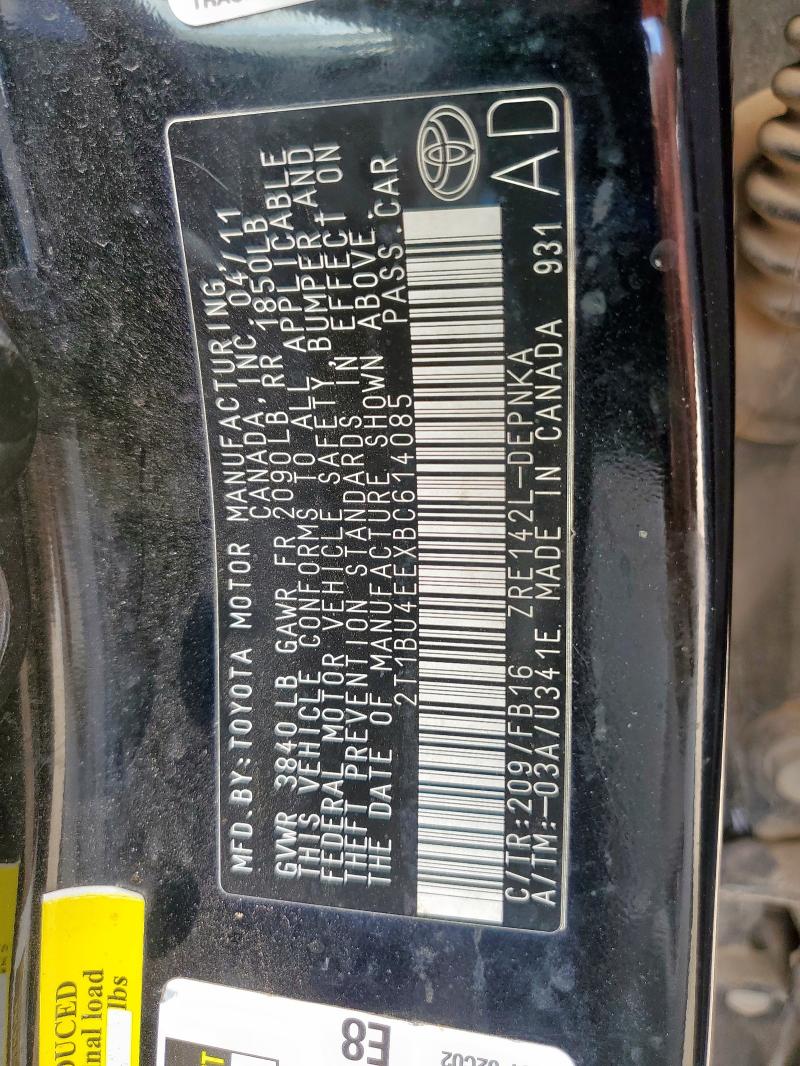 MFD.BY:TOYOTA MOTOR MANUFACTURING
CANADA,INC. 04/11
GVWR 3840 LB GAWR FR 2090LB,RR 1850LB
THIS VEHICLE CONFORMS TO ALL APPLICABLE
FEDERAL MOTOR VEHICLE SAFETY,BUMPER AND
THEFT PREVENTION STANDARDS IN EFFECT ON
THE DATE OF MANUFACTURE SHOWN ABOVE.
2T1BU4EEXBC614085 PASS.CAR
C/TR:209/FB16 ZRE142L-DEPNKA
A/TM:-03A/U341E MADE IN CANADA 931
AD
DUCED
nal load
lbs
E8